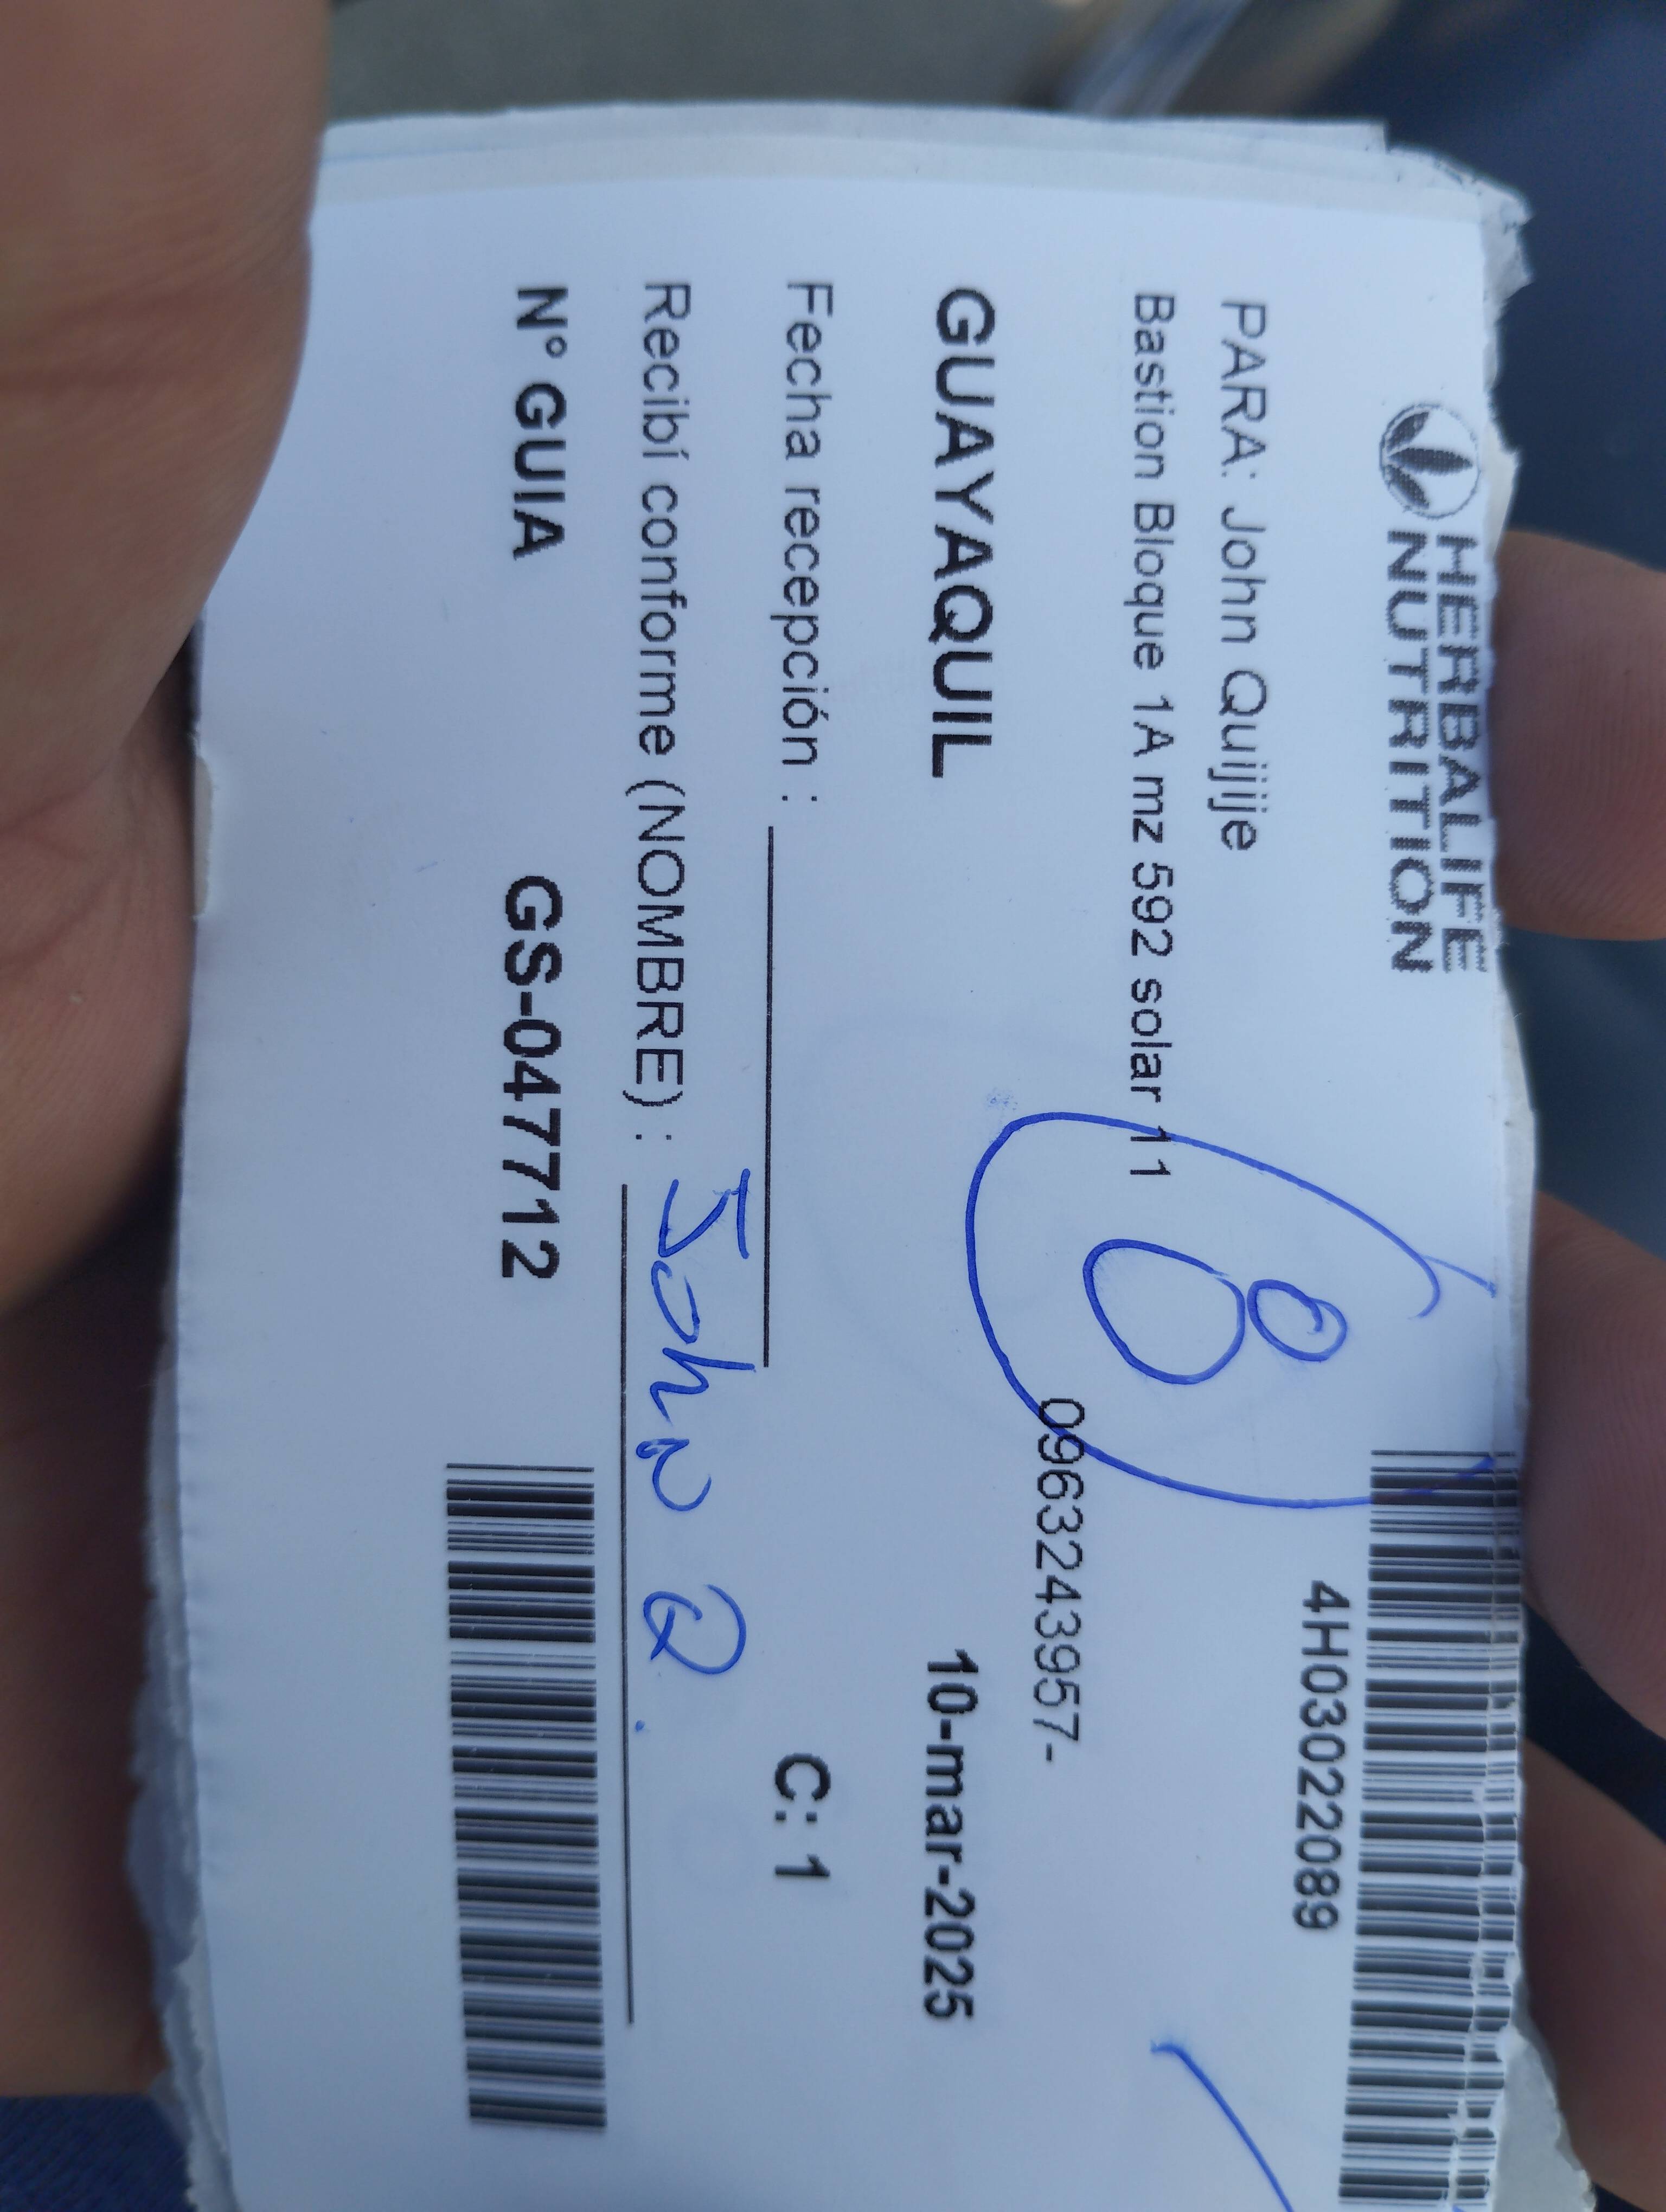 HERBALIFE
NUTRITION
4H03022089
PARA: John Quijije
8
Bastion Bloque 1A mz 592 solar 11
0963243957-
GUAYAQUIL 10-mar-2025
Fecha recepción : C: 1
Recibí conforme (NOMBRE) : John Q.
N° GUIA GS-047712